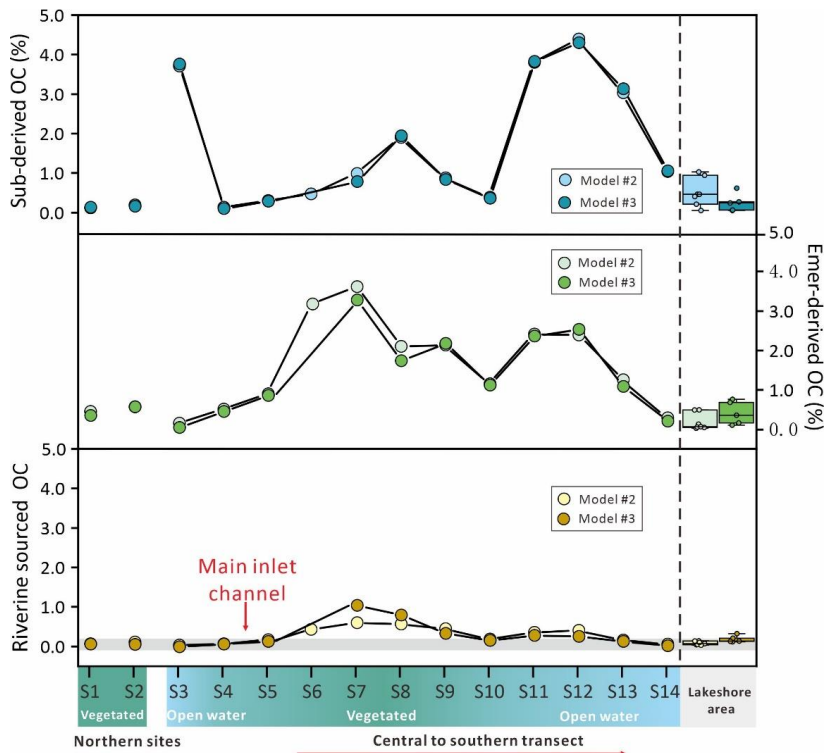 5.0
4.0
3.0
2.0
1.0
0.0
Sub-derived OC (%)
Model #2
Model #3
5.0
4.0
3.0
2.0
1.0
0.0
Emer-derived OC (%)
Model #2
Model #3
5.0
4.0
3.0
2.0
1.0
0.0
Riverine sourced OC
Model #2
Model #3
Main inlet
channel
S1 S2 S3 S4 S5 S6 S7 S8 S9 S10 S11 S12 S13 S14
Lakeshore
area
Vegetated Open water Vegetated Open water
Northern sites Central to southern transect